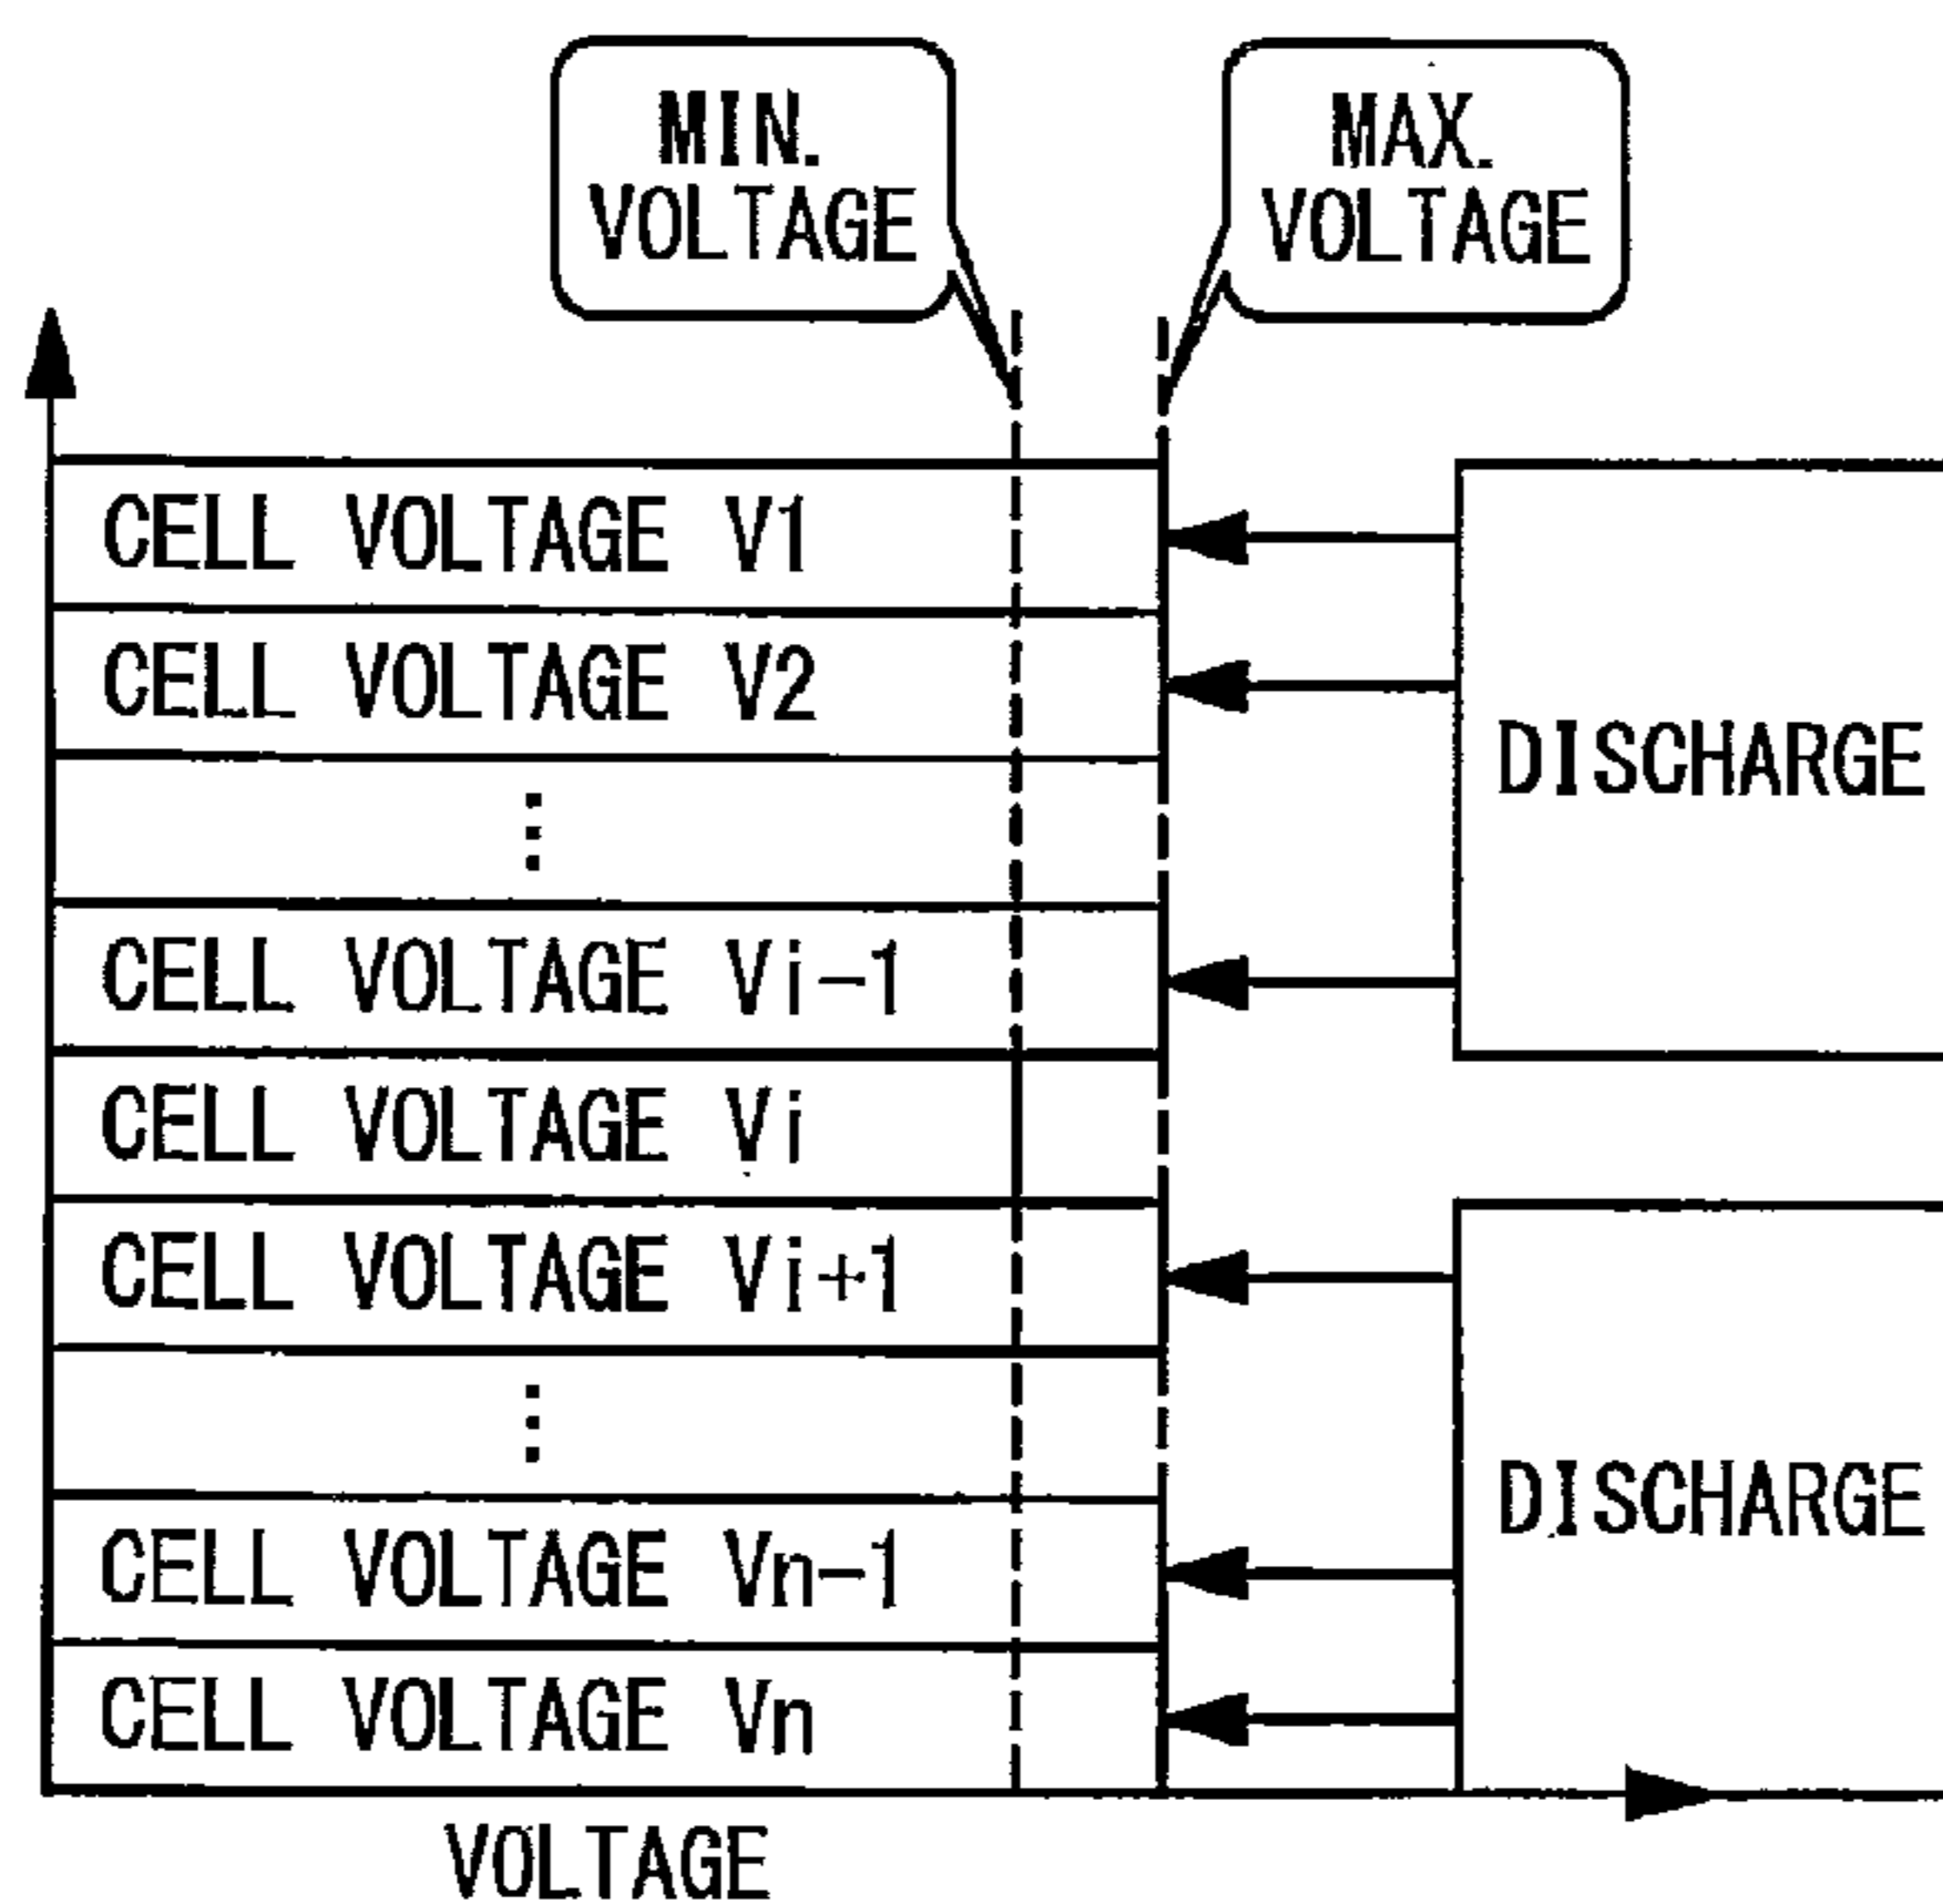 MIN.
VOLTAGE
MAX.
VOLTAGE
CELL VOLTAGE V1
CELL VOLTAGE V2
⋮
CELL VOLTAGE Vi-1
DISCHARGE
CELL VOLTAGE Vi
CELL VOLTAGE Vi+1
⋮
CELL VOLTAGE Vn-1
CELL VOLTAGE Vn
DISCHARGE
VOLTAGE